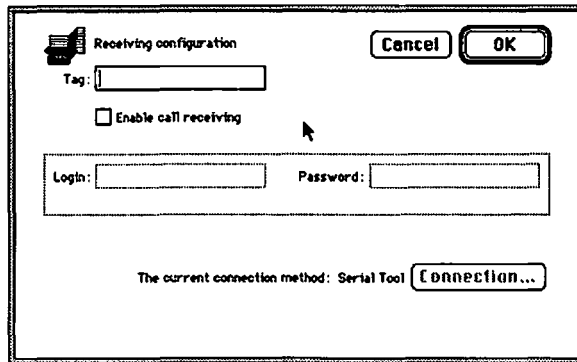 Receiving configuration
Cancel
OK
Tag:
Enable call receiving
Login:
Password:
The current connection method: Serial Tool
Connection...